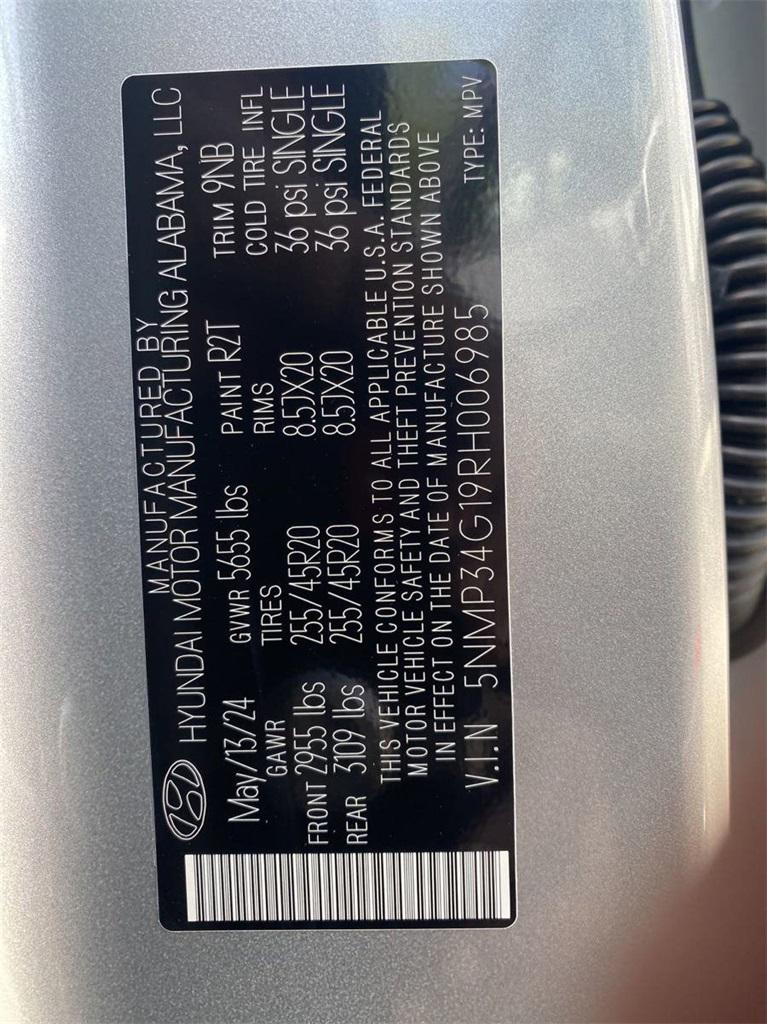 MANUFACTURED BY
HYUNDAI MOTOR MANUFACTURING ALABAMA, LLC
May/13/24 GVWR 5655 lbs PAINT R2T TRIM 9NB
GAWR TIRES RIMS COLD TIRE INFL
FRONT 2955 lbs 255/45R20 8.5JX20 36 psi SINGLE
REAR 3109 lbs 255/45R20 8.5JX20 36 psi SINGLE
THIS VEHICLE CONFORMS TO ALL APPLICABLE U.S.A. FEDERAL
MOTOR VEHICLE SAFETY AND THEFT PREVENTION STANDARDS
IN EFFECT ON THE DATE OF MANUFACTURE SHOWN ABOVE
V.I.N 5NMP34G19RH006985 TYPE: MPV